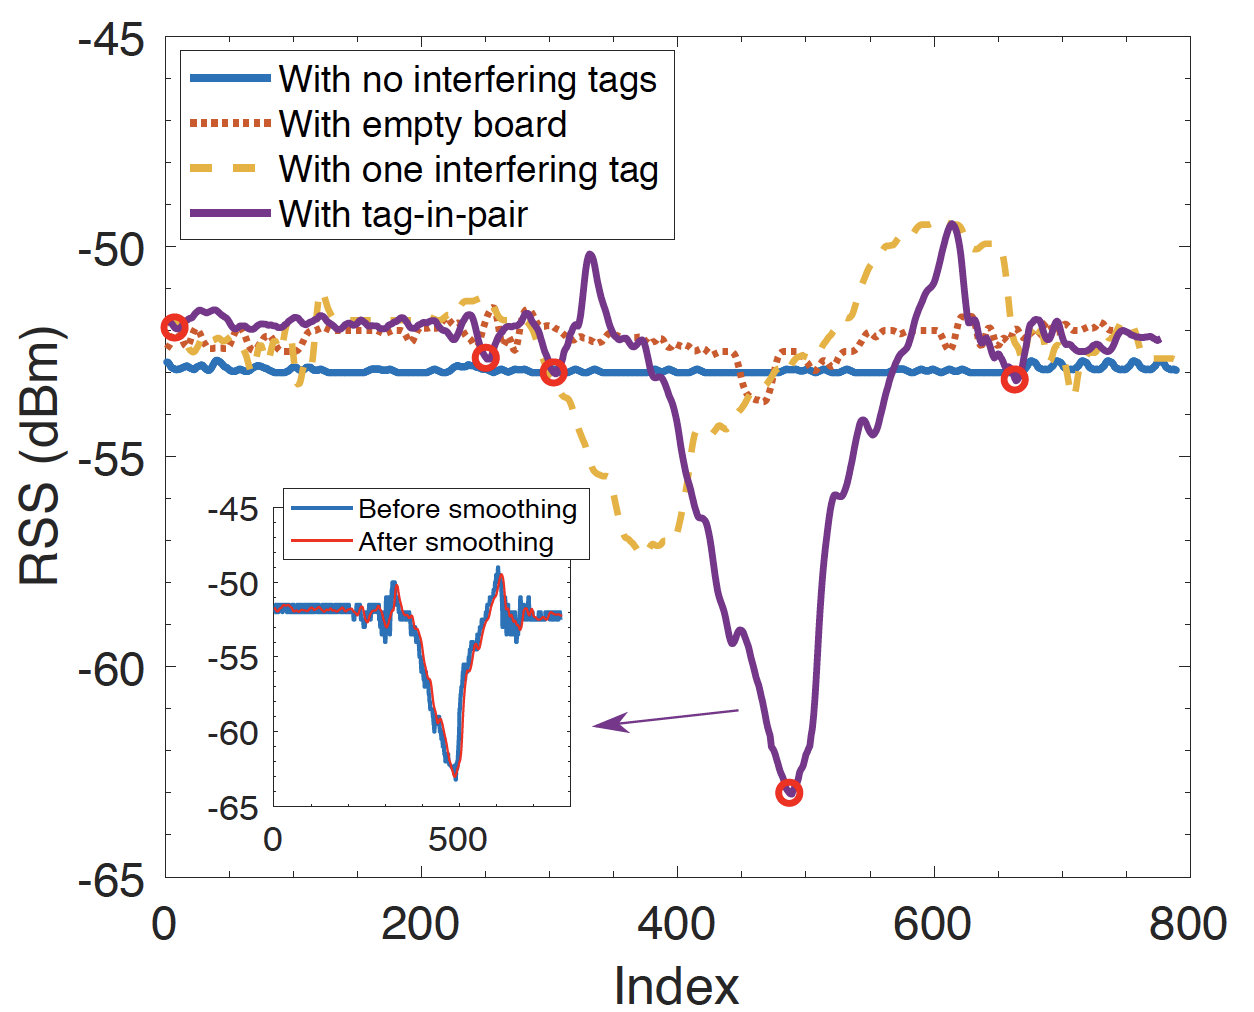 -45
With no interfering tags
With empty board
With one interfering tag
With tag-in-pair
-50
RSS (dBm)
-55
-45
Before smoothing
After smoothing
-50
-55
-60
-60
-65
0
500
-65
0
200
400
600
800
Index